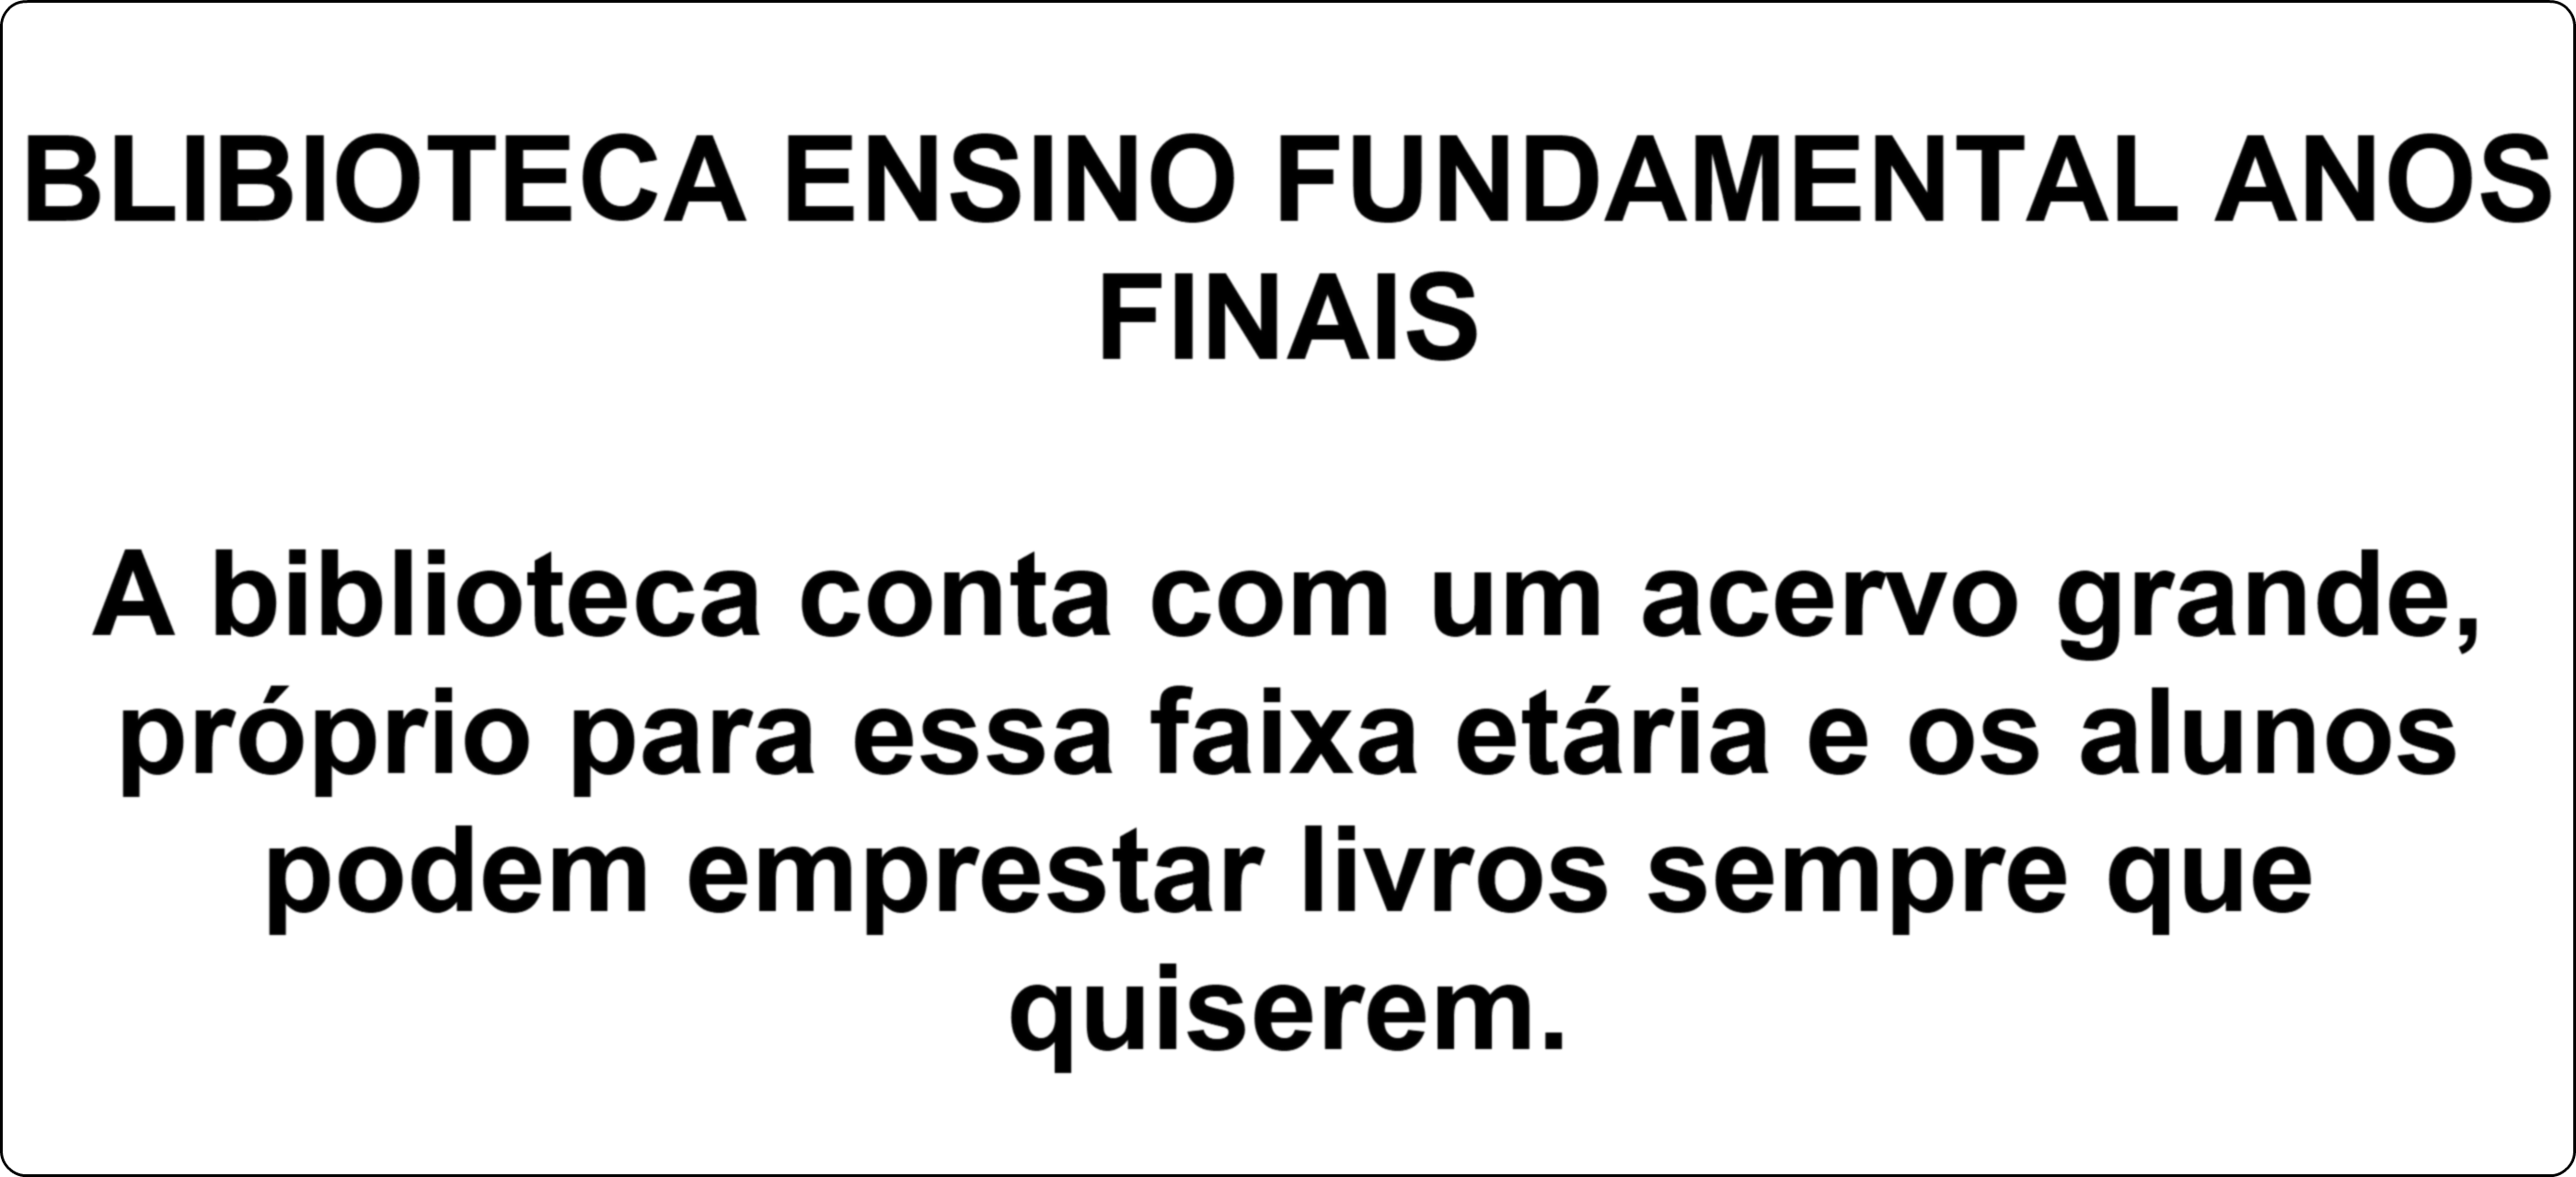 BLIBIOTECA ENSINO FUNDAMENTAL ANOS
FINAIS
A biblioteca conta com um acervo grande,
próprio para essa faixa etária e os alunos
podem emprestar livros sempre que
quiserem.